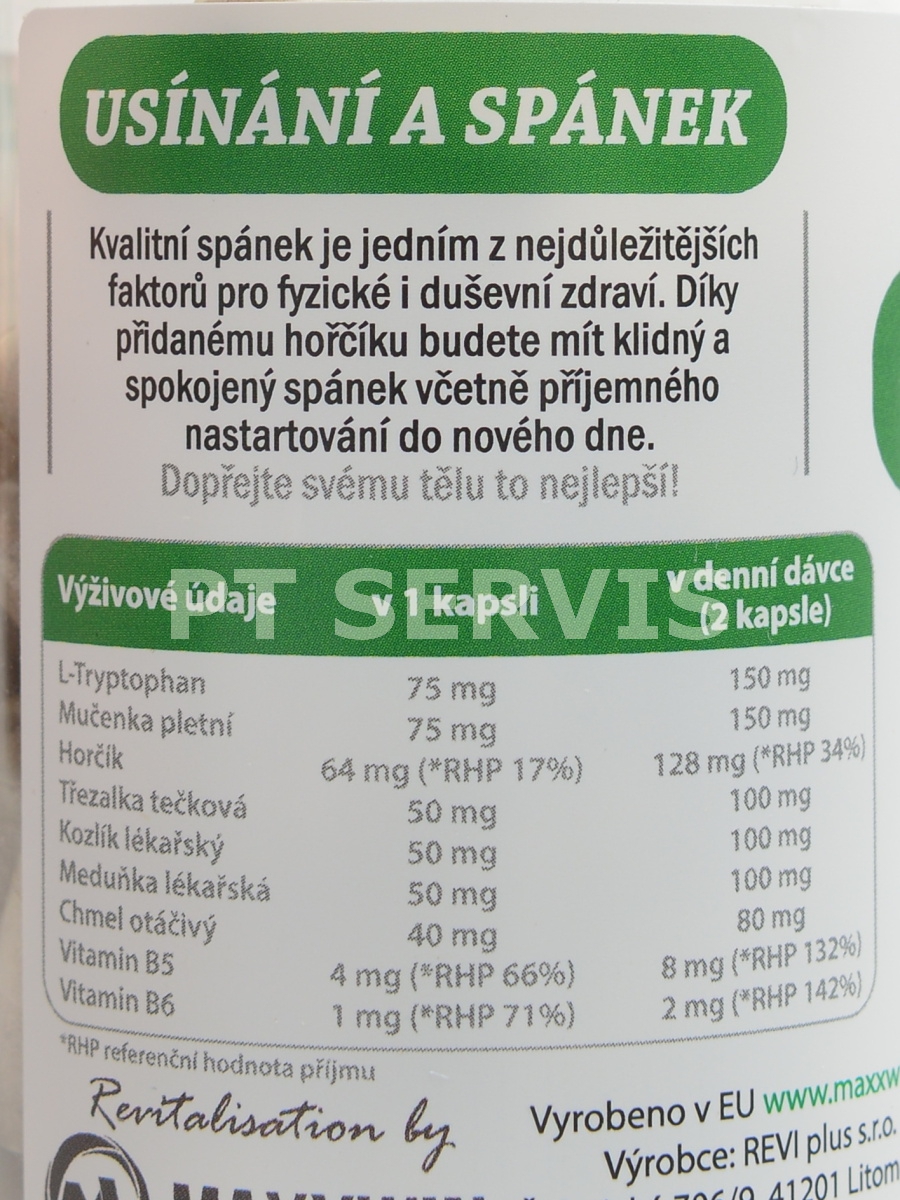 USÍNÁNÍ A SPÁNEK
Kvalitní spánek je jedním z nejdůležitějších
faktorů pro fyzické i duševní zdraví. Díky
přidanému hořčíku budete mít klidný a
spokojený spánek včetně příjemného
nastartování do nového dne.
Dopřejte svému tělu to nejlepší!
Výživové údaje v 1 kapsli v denní dávce
(2 kapsle)
PT SERVIS
L-Tryptophan 75 mg 150 mg
Mučenka pletní 75 mg 150 mg
Horčík 64 mg (*RHP 17%) 128 mg (*RHP 34%)
Třezalka tečková 50 mg 100 mg
Kozlík lékařský 50 mg 100 mg
Meduňka lékařská 50 mg 100 mg
Chmel otáčivý 40 mg 80 mg
Vitamin B5 4 mg (*RHP 66%) 8 mg (*RHP 132%)
Vitamin B6 1 mg (*RHP 71%) 2 mg (*RHP 142%)
*RHP referenční hodnota příjmu
Revitalisation by
Vyrobeno v EU www.maxxw
Výrobce: REVI plus s.r.o.
41201 Litom